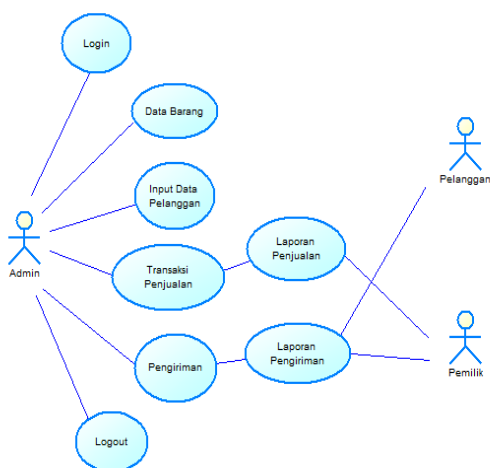 Login
Data Barang
Pelanggan
Input Data
Pelanggan
Admin
Transaksi
Penjualan
Laporan
Penjualan
Pengiriman
Laporan
Pengiriman
Pemilik
Logout